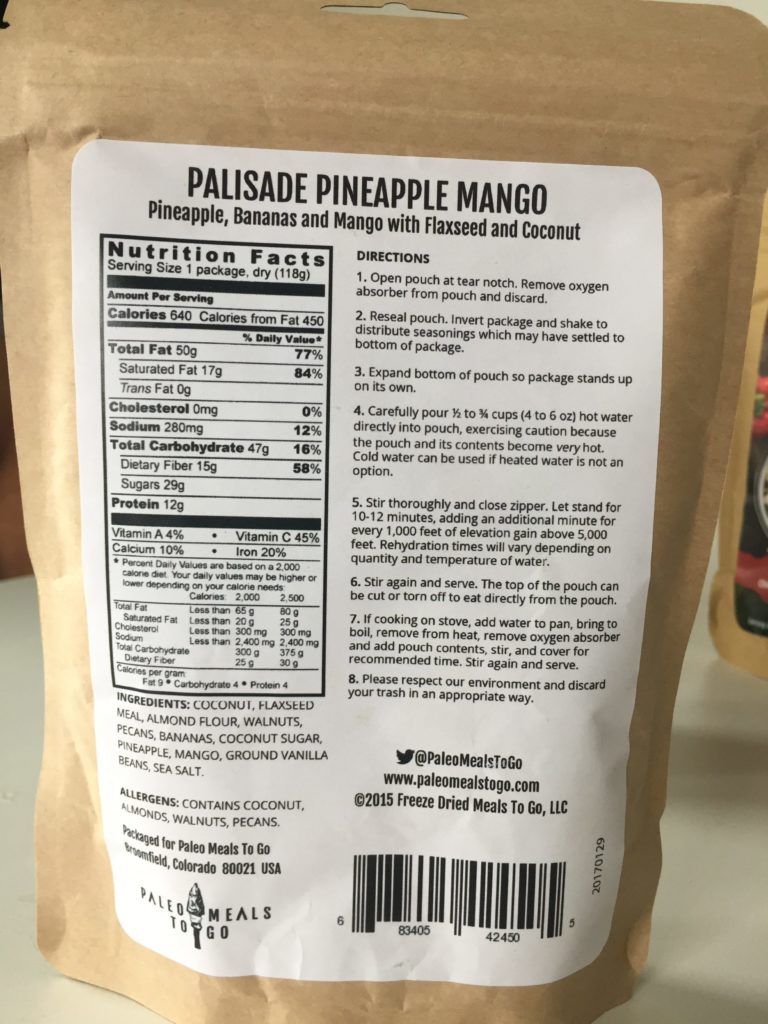 PALISADE PINEAPPLE MANGO
Pineapple, Bananas and Mango with Flaxseed and Coconut
Nutrition Facts
Serving Size 1 package, dry (118g)
Amount Per Serving
Calories 640 Calories from Fat 450
% Daily Value*
Total Fat 50g 77%
Saturated Fat 17g 84%
Trans Fat 0g
Cholesterol 0mg 0%
Sodium 280mg 12%
Total Carbohydrate 47g 16%
Dietary Fiber 15g 58%
Sugars 29g
Protein 12g
Vitamin A 4% • Vitamin C 45%
Calcium 10% • Iron 20%
* Percent Daily Values are based on a 2,000
calorie diet. Your daily values may be higher or
lower depending on your calorie needs:
Calories: 2,000 2,500
Total Fat Less than 65 g 80 g
Saturated Fat Less than 20 g 25 g
Cholesterol Less than 300 mg 300 mg
Sodium Less than 2,400 mg 2,400 mg
Total Carbohydrate 300 g 375 g
Dietary Fiber 25 g 30 g
Calories per gram:
Fat 9 • Carbohydrate 4 • Protein 4
INGREDIENTS: COCONUT, FLAXSEED
MEAL, ALMOND FLOUR, WALNUTS,
PECANS, BANANAS, COCONUT SUGAR,
PINEAPPLE, MANGO, GROUND VANILLA
BEANS, SEA SALT.
ALLERGENS: CONTAINS COCONUT,
ALMONDS, WALNUTS, PECANS.
Packaged for Paleo Meals To Go
Broomfield, Colorado 80021 USA
PALEO MEALS
TO GO
DIRECTIONS
1. Open pouch at tear notch. Remove oxygen
absorber from pouch and discard.
2. Reseal pouch. Invert package and shake to
distribute seasonings which may have settled to
bottom of package.
3. Expand bottom of pouch so package stands up
on its own.
4. Carefully pour ½ to ¾ cups (4 to 6 oz) hot water
directly into pouch, exercising caution because
the pouch and its contents become very hot.
Cold water can be used if heated water is not an
option.
5. Stir thoroughly and close zipper. Let stand for
10-12 minutes, adding an additional minute for
every 1,000 feet of elevation gain above 5,000
feet. Rehydration times will vary depending on
quantity and temperature of water.
6. Stir again and serve. The top of the pouch can
be cut or torn off to eat directly from the pouch.
7. If cooking on stove, add water to pan, bring to
boil, remove from heat, remove oxygen absorber
and add pouch contents, stir, and cover for
recommended time. Stir again and serve.
8. Please respect our environment and discard
your trash in an appropriate way.
@PaleoMealsToGo
www.paleomealstogo.com
©2015 Freeze Dried Meals To Go, LLC
20170129
6 83405 42450 5